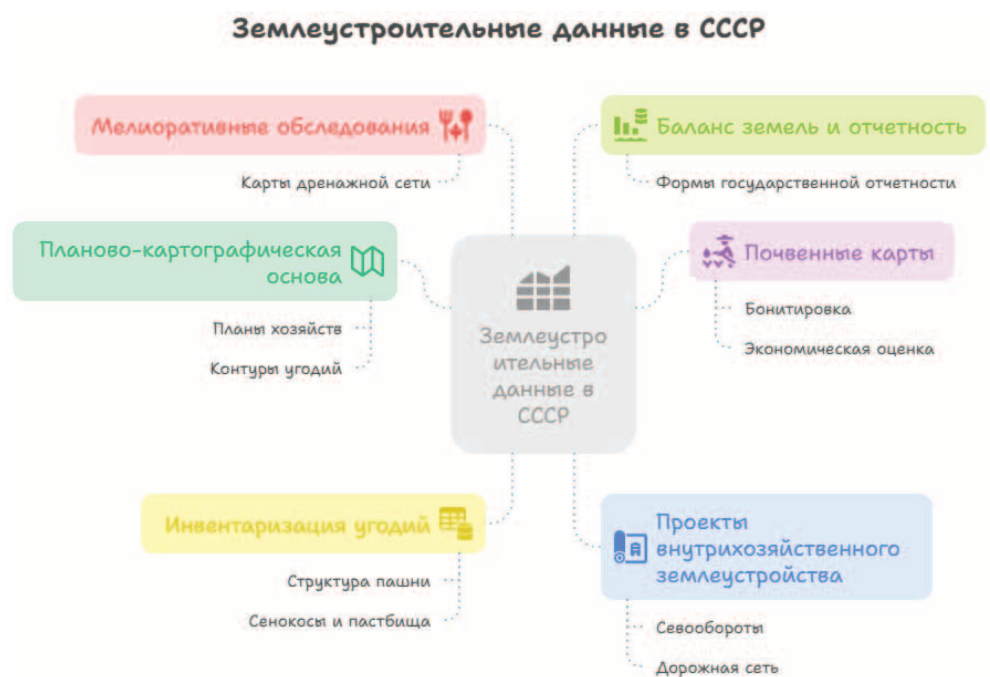 Землеустроительные данные в СССР
Мелиоративные обследования
Карты дренажной сети
Баланс земель и отчетность
Формы государственной отчетности
Планово-картографическая
основа
Планы хозяйств
Контуры угодий
Землеустро
ительные
данные в
СССР
Почвенные карты
Бонитировка
Экономическая оценка
Инвентаризация угодий
Структура пашни
Сенокосы и пастбища
Проекты
внутрихозяйственного
землеустройства
Севообороты
Дорожная сеть